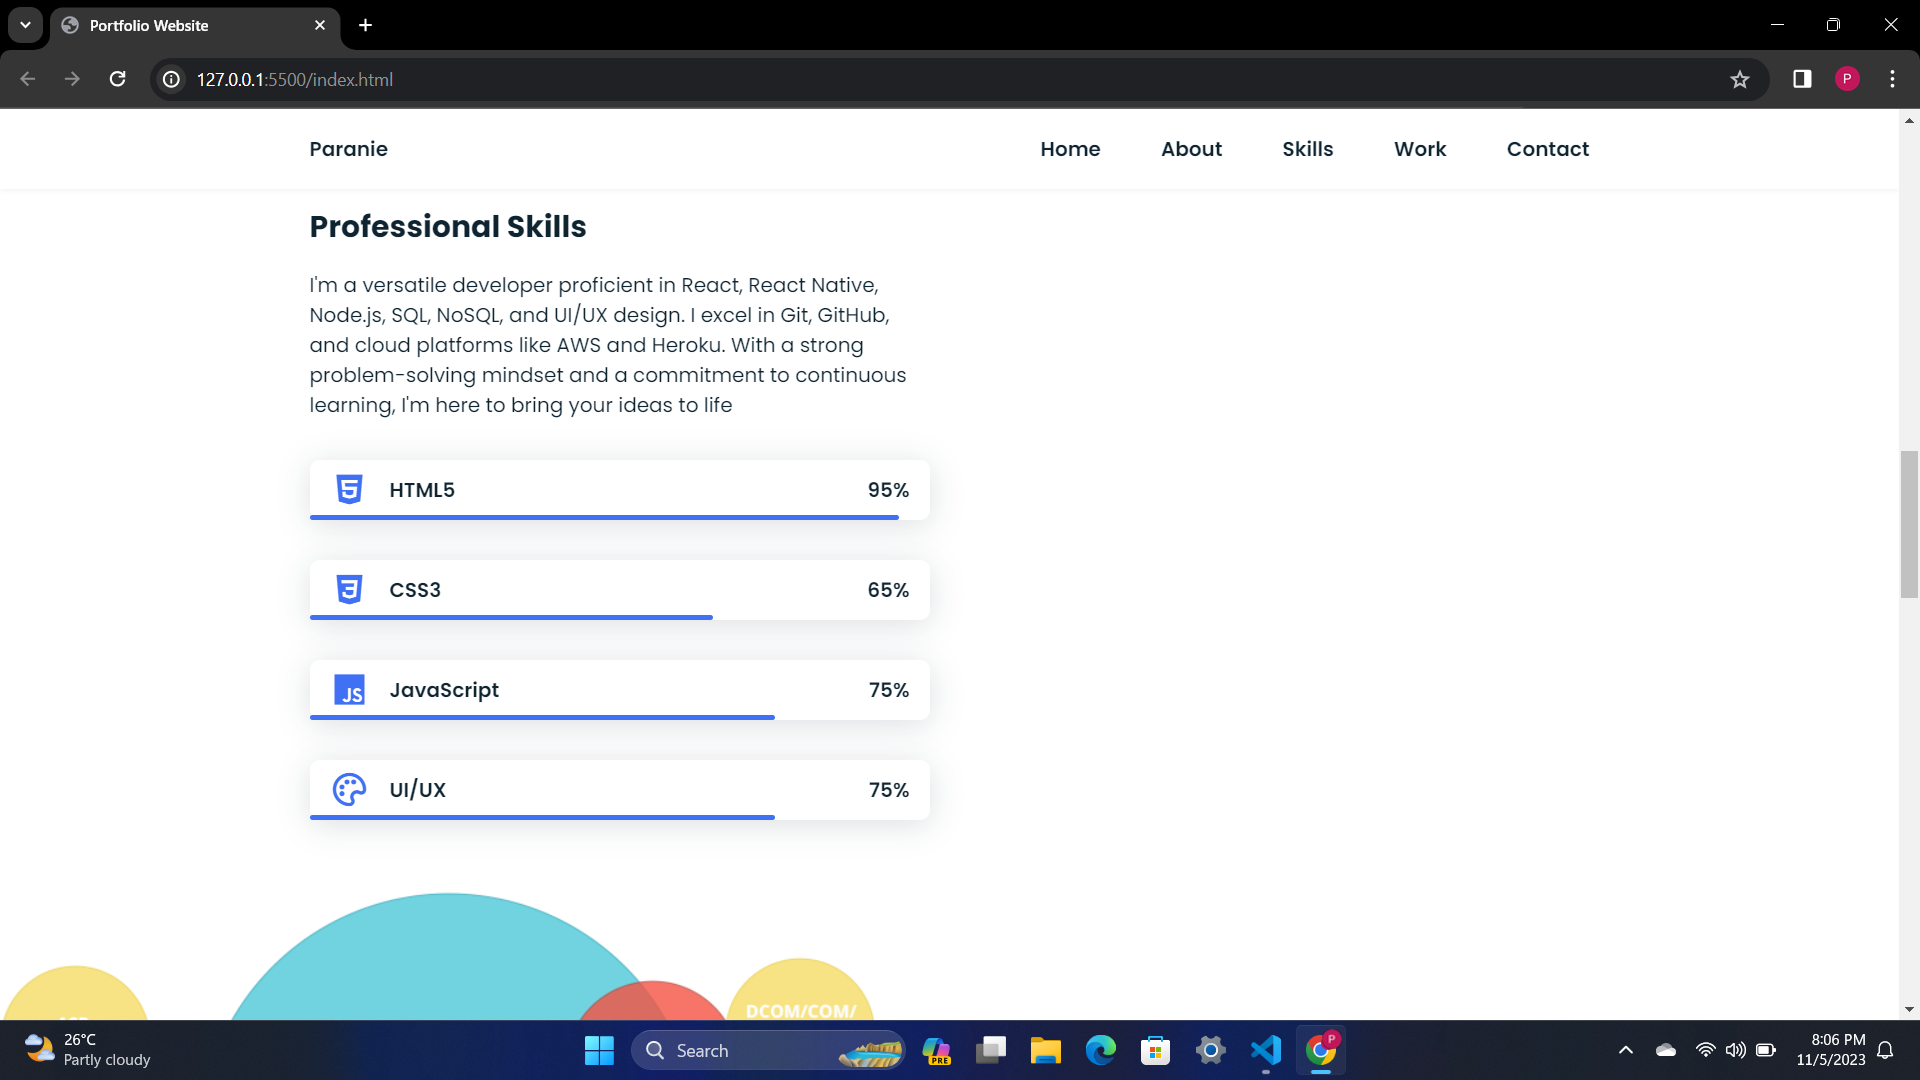 Portfolio Website
127.0.0.1:5500/index.html
P
Paranie
Home About Skills Work Contact
Professional Skills
I'm a versatile developer proficient in React, React Native,
Node.js, SQL, NoSQL, and UI/UX design. I excel in Git, GitHub,
and cloud platforms like AWS and Heroku. With a strong
problem-solving mindset and a commitment to continuous
learning, I'm here to bring your ideas to life
5 HTML5 95%
3 CSS3 65%
JS JavaScript 75%
UI/UX 75%
DCOM/COM/
26°C
Partly cloudy
Search
PRE
P
8:06 PM
11/5/2023